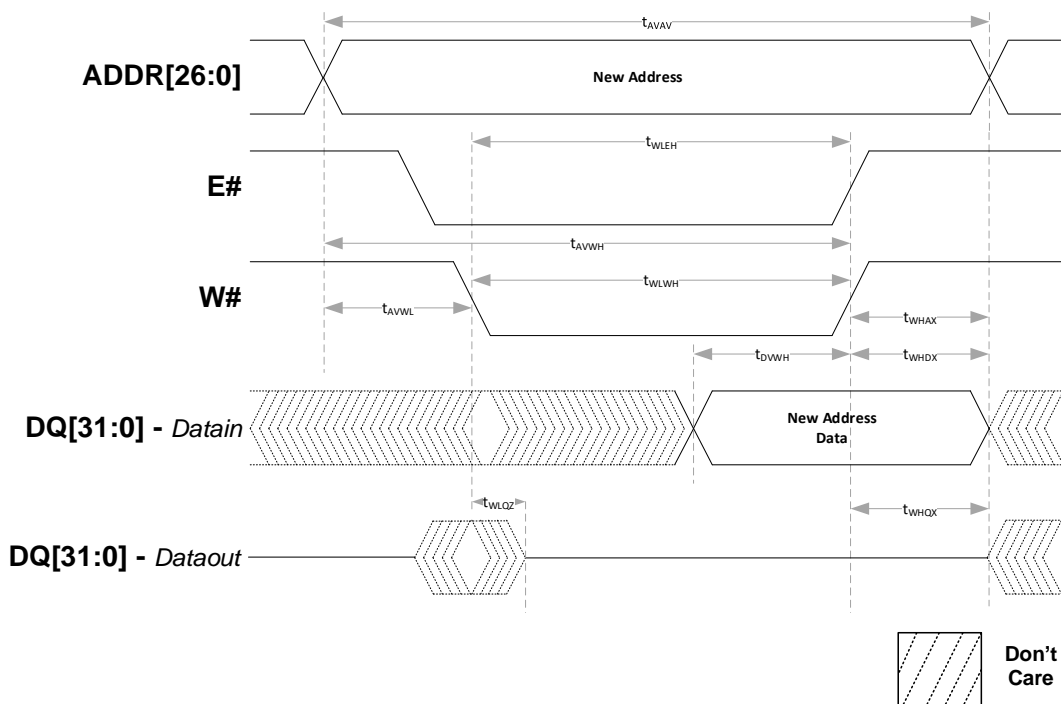 tAVAV
ADDR[26:0]
New Address
tWLEH
E#
tAVWH
W#
tWLWH
tAVWL
tWHAX
tDVWH
tWHDX
DQ[31:0] - Datain
New Address
Data
tWLQZ
tWHQX
DQ[31:0] - Dataout
Don't
Care